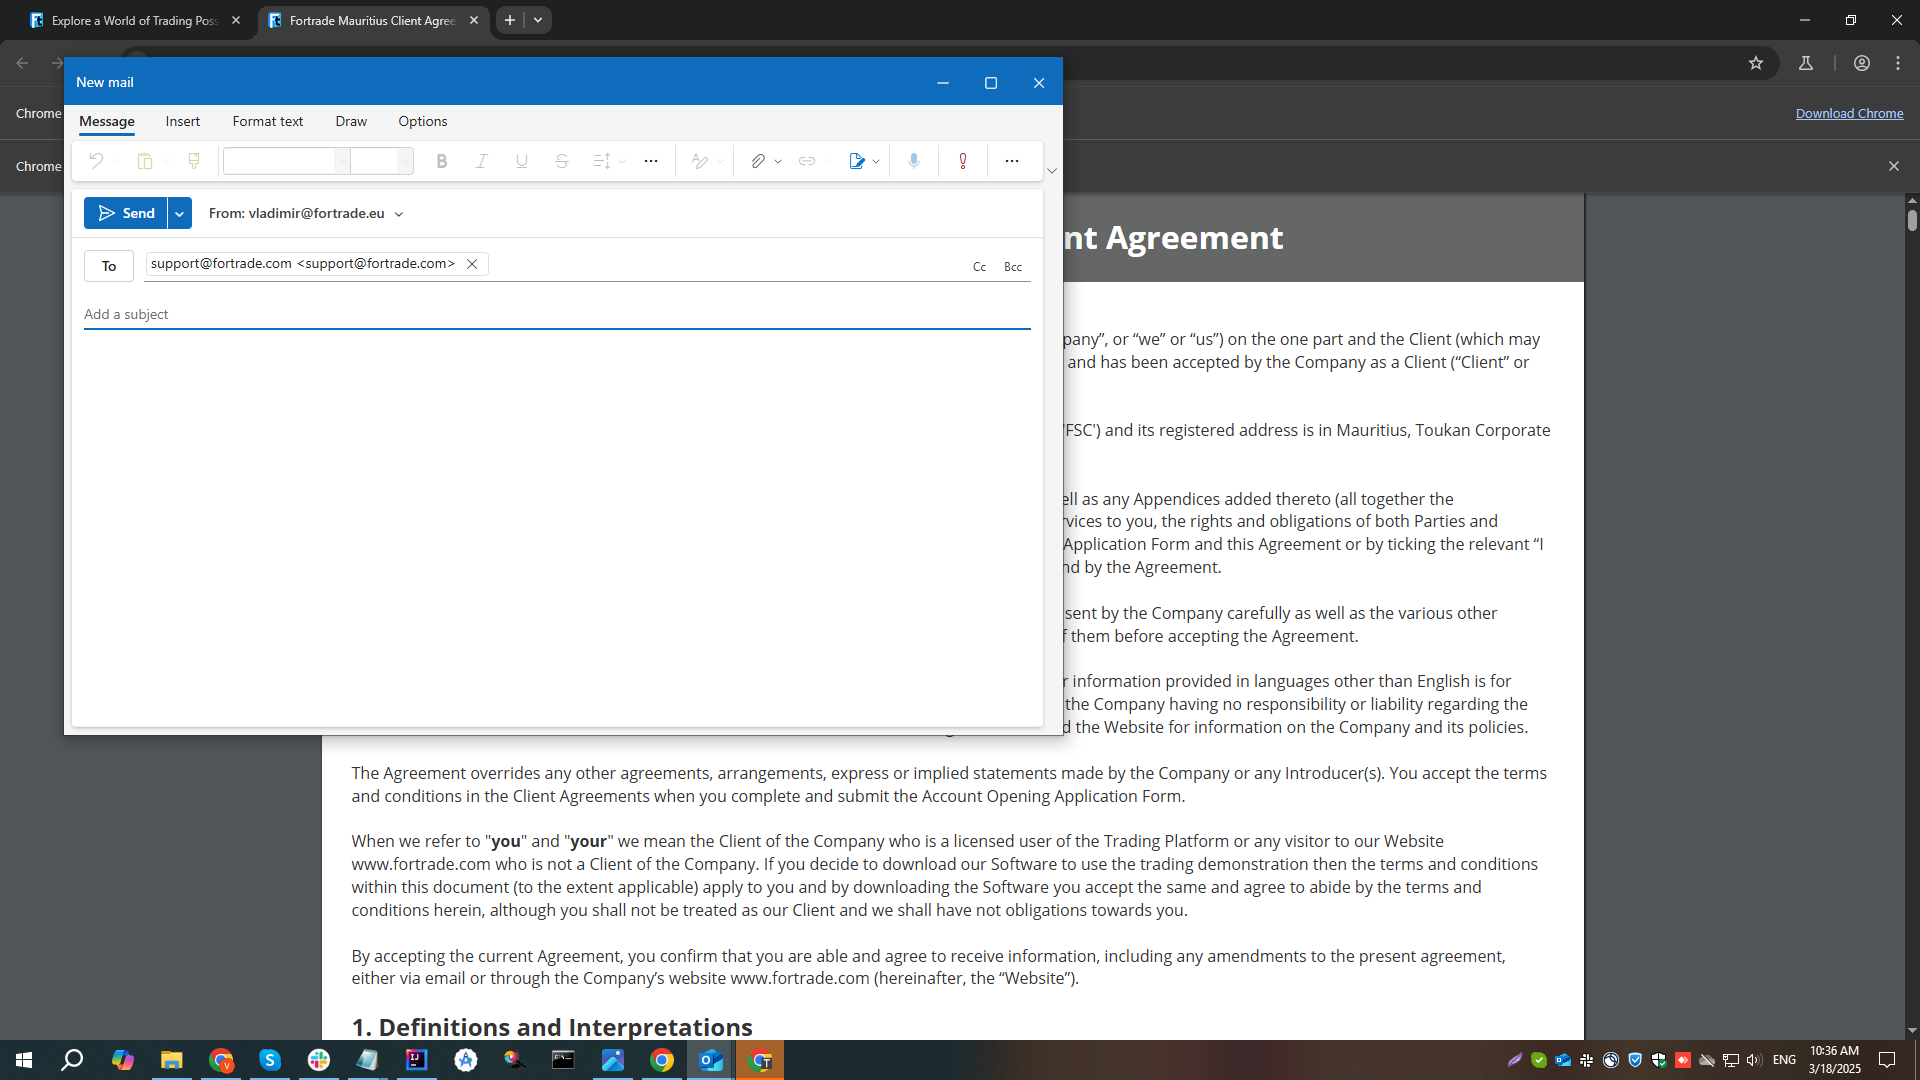 Explore a World of Trading Poss
Fortrade Mauritius Client Agree
Chrome
Download Chrome
Chrome
New mail
Message
Insert
Format text
Draw
Options
Send
From: vladimir@fortrade.eu
To
support@fortrade.com <support@fortrade.com>
Cc
Bcc
Add a subject
nt Agreement
pany”, or “we” or “us”) on the one part and the Client (which may
and has been accepted by the Company as a Client (“Client” or
'FSC') and its registered address is in Mauritius, Toukan Corporate
ell as any Appendices added thereto (all together the
rvices to you, the rights and obligations of both Parties and
Application Form and this Agreement or by ticking the relevant “I
nd by the Agreement.
sent by the Company carefully as well as the various other
f them before accepting the Agreement.
r information provided in languages other than English is for
the Company having no responsibility or liability regarding the
d the Website for information on the Company and its policies.
The Agreement overrides any other agreements, arrangements, express or implied statements made by the Company or any Introducer(s). You accept the terms
and conditions in the Client Agreements when you complete and submit the Account Opening Application Form.
When we refer to "you" and "your" we mean the Client of the Company who is a licensed user of the Trading Platform or any visitor to our Website
www.fortrade.com who is not a Client of the Company. If you decide to download our Software to use the trading demonstration then the terms and conditions
within this document (to the extent applicable) apply to you and by downloading the Software you accept the same and agree to abide by the terms and
conditions herein, although you shall not be treated as our Client and we shall have not obligations towards you.
By accepting the current Agreement, you confirm that you are able and agree to receive information, including any amendments to the present agreement,
either via email or through the Company’s website www.fortrade.com (hereinafter, the “Website”).
1. Definitions and Interpretations
ENG
10:36 AM
3/18/2025